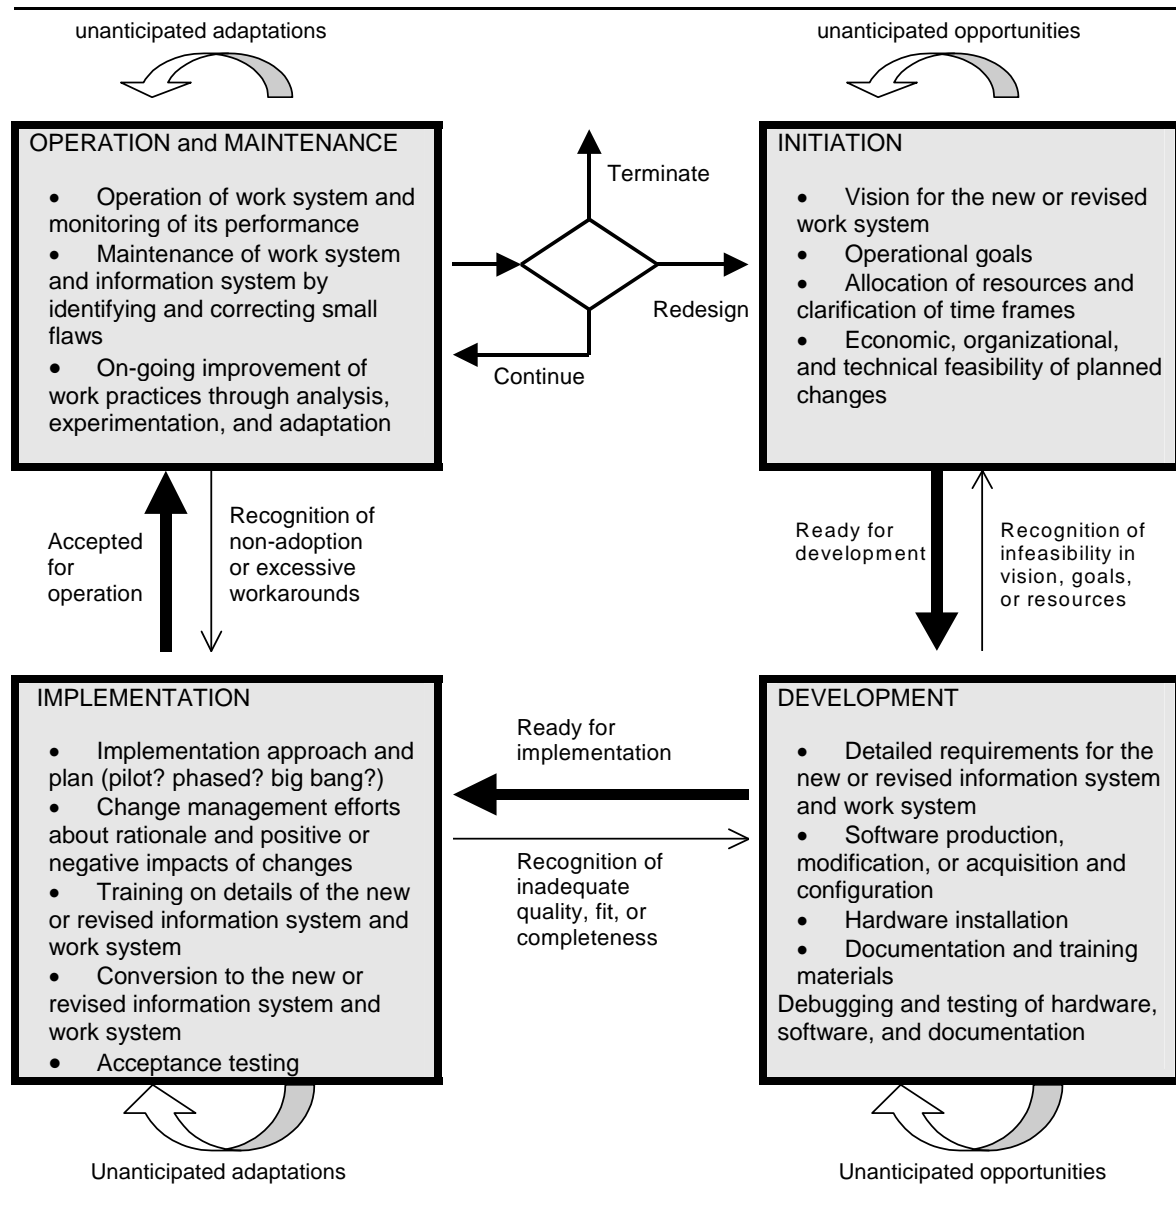 unanticipated adaptations
unanticipated opportunities
OPERATION and MAINTENANCE
• Operation of work system and
monitoring of its performance
• Maintenance of work system
and information system by
identifying and correcting small
flaws
• On-going improvement of
work practices through analysis,
experimentation, and adaptation
Terminate
Redesign
Continue
INITIATION
• Vision for the new or revised
work system
• Operational goals
• Allocation of resources and
clarification of time frames
• Economic, organizational,
and technical feasibility of planned
changes
Accepted
for
operation
Recognition of
non-adoption
or excessive
workarounds
Ready for
development
Recognition of
infeasibility in
vision, goals,
or resources
IMPLEMENTATION
• Implementation approach and
plan (pilot? phased? big bang?)
• Change management efforts
about rationale and positive or
negative impacts of changes
• Training on details of the new
or revised information system and
work system
• Conversion to the new or
revised information system and
work system
• Acceptance testing
Ready for
implementation
Recognition of
inadequate
quality, fit, or
completeness
DEVELOPMENT
• Detailed requirements for the
new or revised information system
and work system
• Software production,
modification, or acquisition and
configuration
• Hardware installation
• Documentation and training
materials
Debugging and testing of hardware,
software, and documentation
Unanticipated adaptations
Unanticipated opportunities